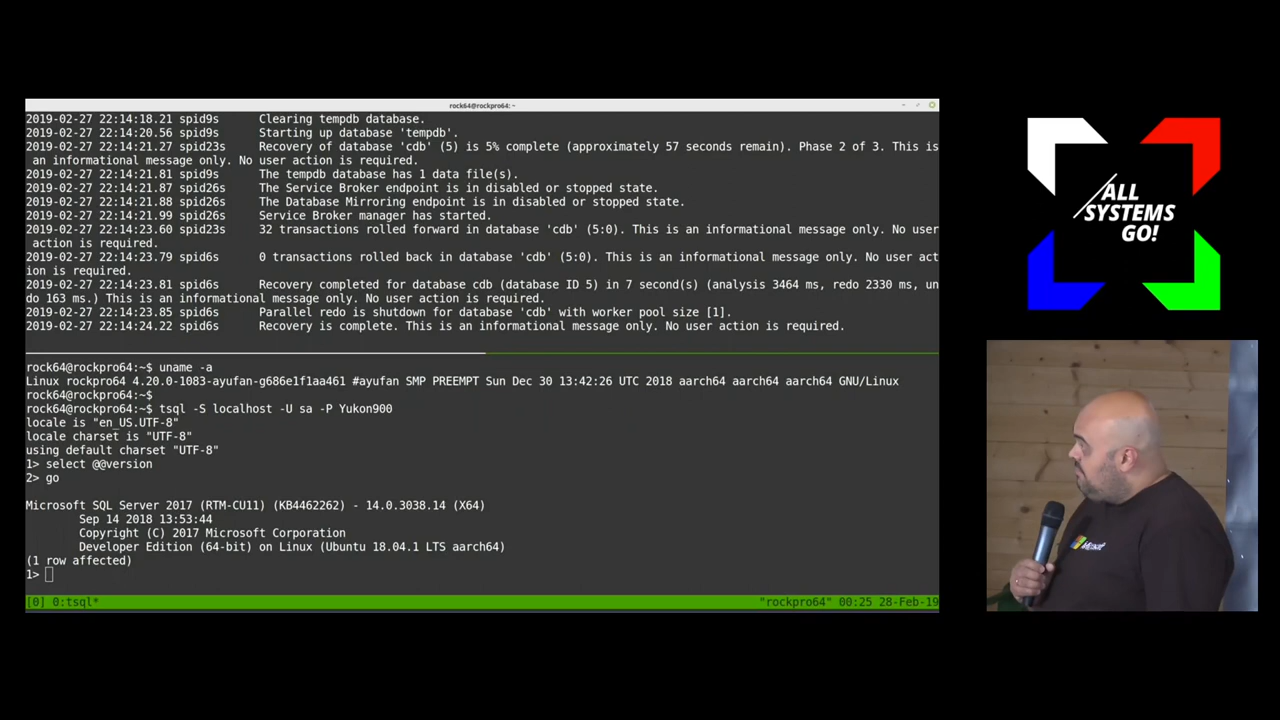 rock64@rockpro64: ~
2019-02-27 22:14:18.21 spid9s     Clearing tempdb database.
2019-02-27 22:14:20.56 spid9s     Starting up database 'tempdb'.
2019-02-27 22:14:21.27 spid23s    Recovery of database 'cdb' (5) is 5% complete (approximately 57 seconds remain). Phase 2 of 3. This is
 an informational message only. No user action is required.
2019-02-27 22:14:21.81 spid9s     The tempdb database has 1 data file(s).
2019-02-27 22:14:21.87 spid26s    The Service Broker endpoint is in disabled or stopped state.
2019-02-27 22:14:21.88 spid26s    The Database Mirroring endpoint is in disabled or stopped state.
2019-02-27 22:14:21.99 spid26s    Service Broker manager has started.
2019-02-27 22:14:23.60 spid23s    32 transactions rolled forward in database 'cdb' (5:0). This is an informational message only. No user
 action is required.
2019-02-27 22:14:23.79 spid6s     0 transactions rolled back in database 'cdb' (5:0). This is an informational message only. No user act
ion is required.
2019-02-27 22:14:23.81 spid6s     Recovery completed for database cdb (database ID 5) in 7 second(s) (analysis 3464 ms, redo 2330 ms, un
do 163 ms.) This is an informational message only. No user action is required.
2019-02-27 22:14:23.85 spid6s     Parallel redo is shutdown for database 'cdb' with worker pool size [1].
2019-02-27 22:14:24.22 spid6s     Recovery is complete. This is an informational message only. No user action is required.
rock64@rockpro64:~$ uname -a
Linux rockpro64 4.20.0-1083-ayufan-g686e1f1aa461 #ayufan SMP PREEMPT Sun Dec 30 13:42:26 UTC 2018 aarch64 aarch64 aarch64 GNU/Linux
rock64@rockpro64:~$
rock64@rockpro64:~$ tsql -S localhost -U sa -P Yukon900
locale is "en_US.UTF-8"
locale charset is "UTF-8"
using default charset "UTF-8"
1> select @@version
2> go
Microsoft SQL Server 2017 (RTM-CU11) (KB4462262) - 14.0.3038.14 (X64)
        Sep 14 2018 13:53:44
        Copyright (C) 2017 Microsoft Corporation
        Developer Edition (64-bit) on Linux (Ubuntu 18.04.1 LTS aarch64)
(1 row affected)
1>
[0] 0:tsql*    "rockpro64" 00:25 28-Feb-19
ALL
SYSTEMS
GO!